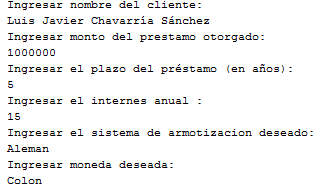 Ingresar nombre del cliente:
Luis Javier Chavarría Sánchez
Ingresar monto del prestamo otorgado:
1000000
Ingresar el plazo del préstamo (en años):
5
Ingresar el internes anual :
15
Ingresar el sistema de armotizacion deseado:
Aleman
Ingresar moneda deseada:
Colon